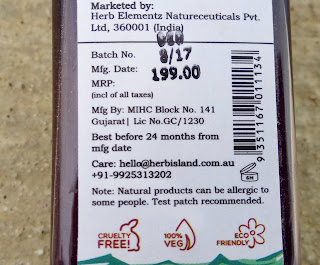 Marketed by:
Herb Elementz Natureceuticals Pvt.
Ltd, 360001 (India)
Batch No.
Mfg. Date: 8/17
MRP: 199.00
(incl of all taxes)
Mfg By: MIHC Block No. 141
Gujarat| Lic No.GC/1230
Best before 24 months from
mfg date
Care: hello@herbisland.com.au
+91-9925313202
Note: Natural products can be allergic to
some people. Test patch recommended.
9351167011134
6M
CRUELTY
FREE!
100%
VEG
ECO
FRIENDLY